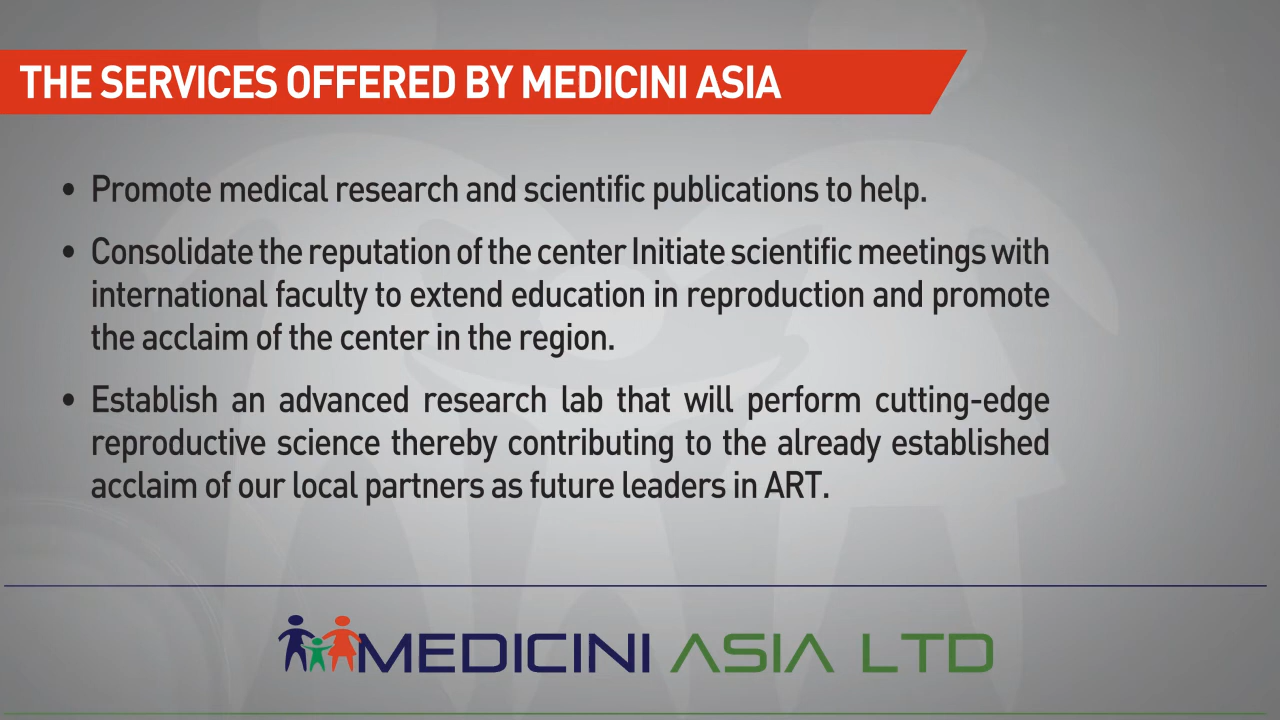 THE SERVICES OFFERED BY MEDICINI ASIA
• Promote medical research and scientific publications to help.
• Consolidate the reputation of the center Initiate scientific meetings with
international faculty to extend education in reproduction and promote
the acclaim of the center in the region.
• Establish an advanced research lab that will perform cutting-edge
reproductive science thereby contributing to the already established
acclaim of our local partners as future leaders in ART.
MEDICINI ASIA LTD